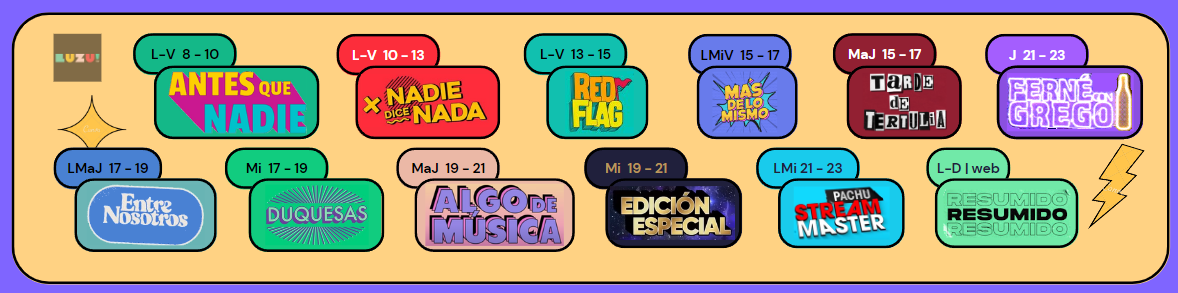 LUZU!
L-V 8 - 10
ANTES QUE
NADIE
L-V 10 - 13
NADIE
DICE NADA
L-V 13 - 15
RED
FLAG
LMiV 15 - 17
MÁS
DE LO
MISMO
MaJ 15 - 17
TARDE
de
TERTULiA
J 21 - 23
FERNÉ CON
GREGO
LMaJ 17 - 19
Entre
Nosotros
Mi 17 - 19
DUQUESAS
MaJ 19 - 21
ALGO DE
MÚSICA
Mi 19 - 21
EDICIÓN
ESPECIAL
LMi 21 - 23
PACHU
STREAM
MASTER
L-D | web
RESUMIDO
RESUMIDO
RESUMIDO